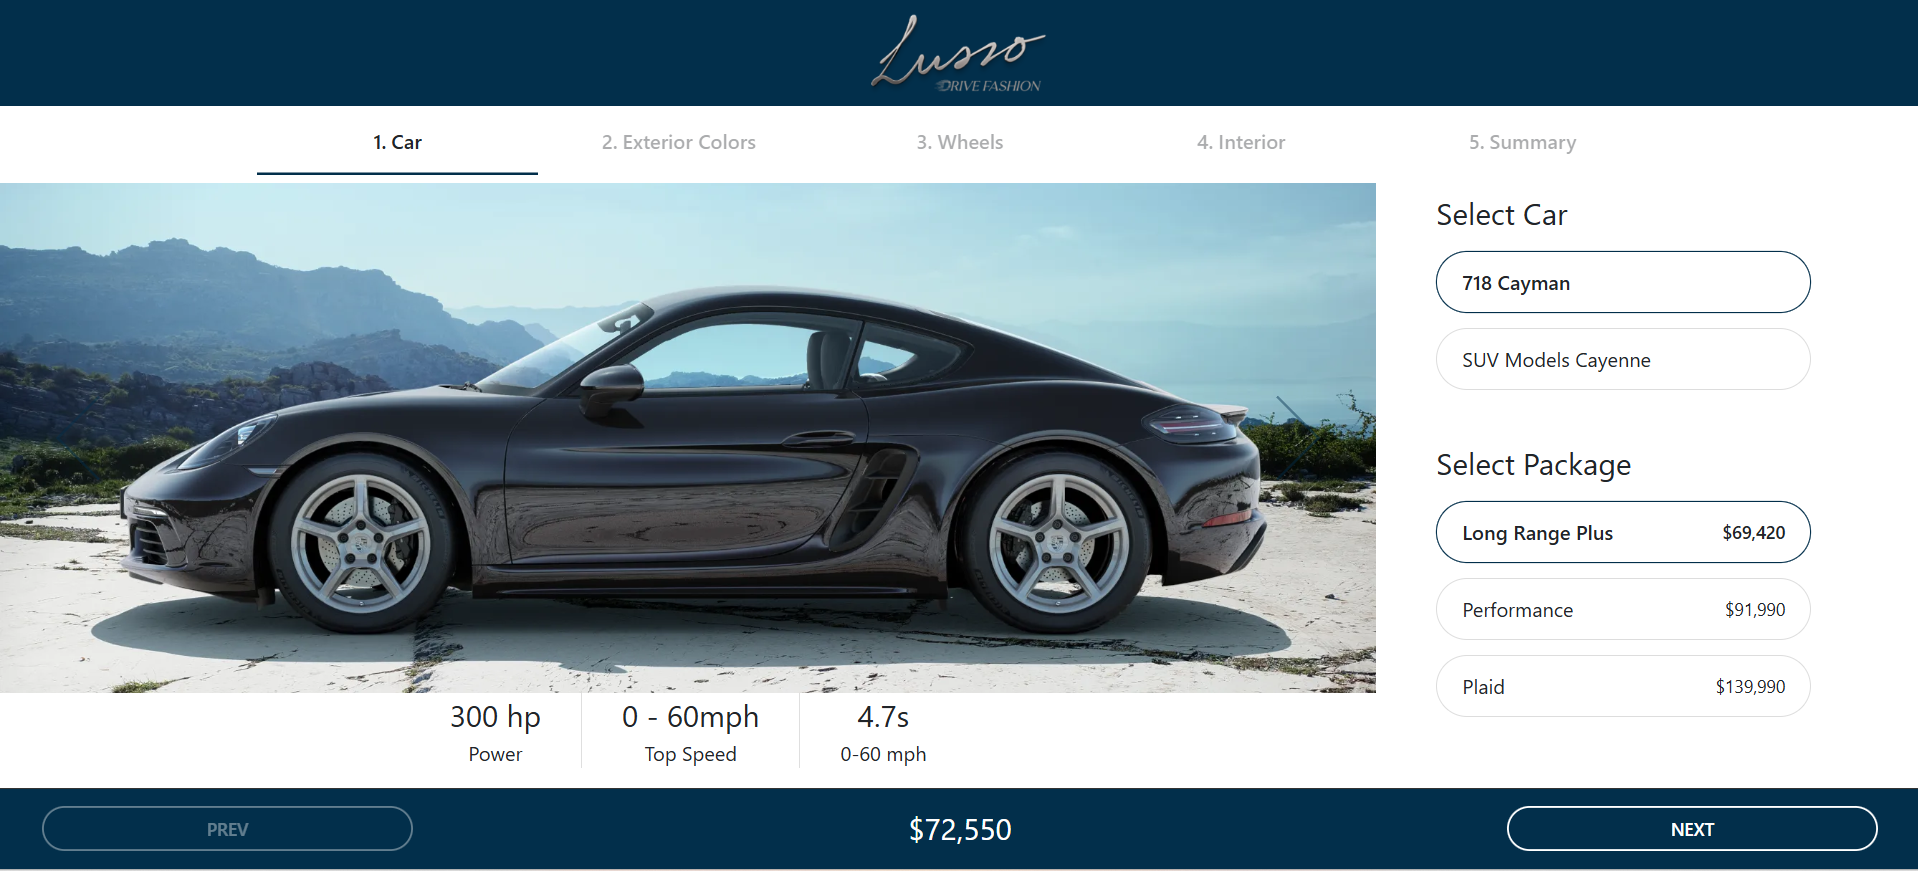 Lusso
DRIVE FASHION
1. Car
2. Exterior Colors
3. Wheels
4. Interior
5. Summary
Select Car
718 Cayman
SUV Models Cayenne
Select Package
Long Range Plus $69,420
Performance $91,990
Plaid $139,990
300 hp
Power
0 - 60mph
Top Speed
4.7s
0-60 mph
PREV
$72,550
NEXT